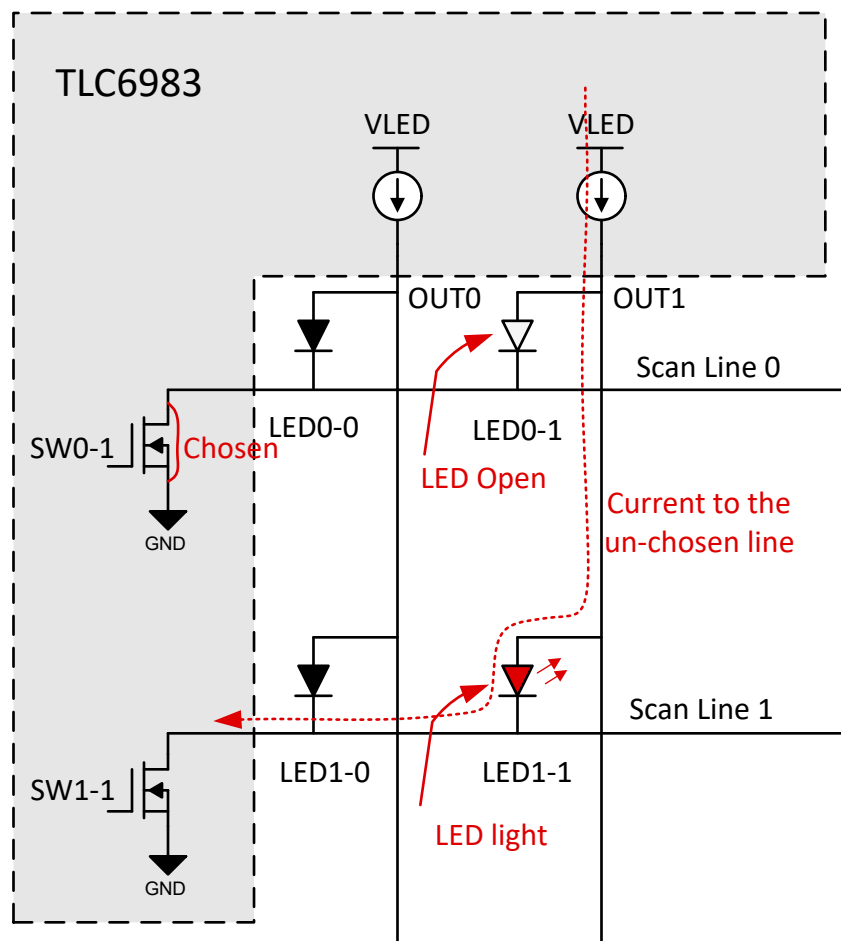 TLC6983
VLED
VLED
OUT0
OUT1
Scan Line 0
LED0-0
LED0-1
SW0-1
Chosen
LED Open
GND
Current to the
un-chosen line
Scan Line 1
LED1-0
LED1-1
SW1-1
LED light
GND